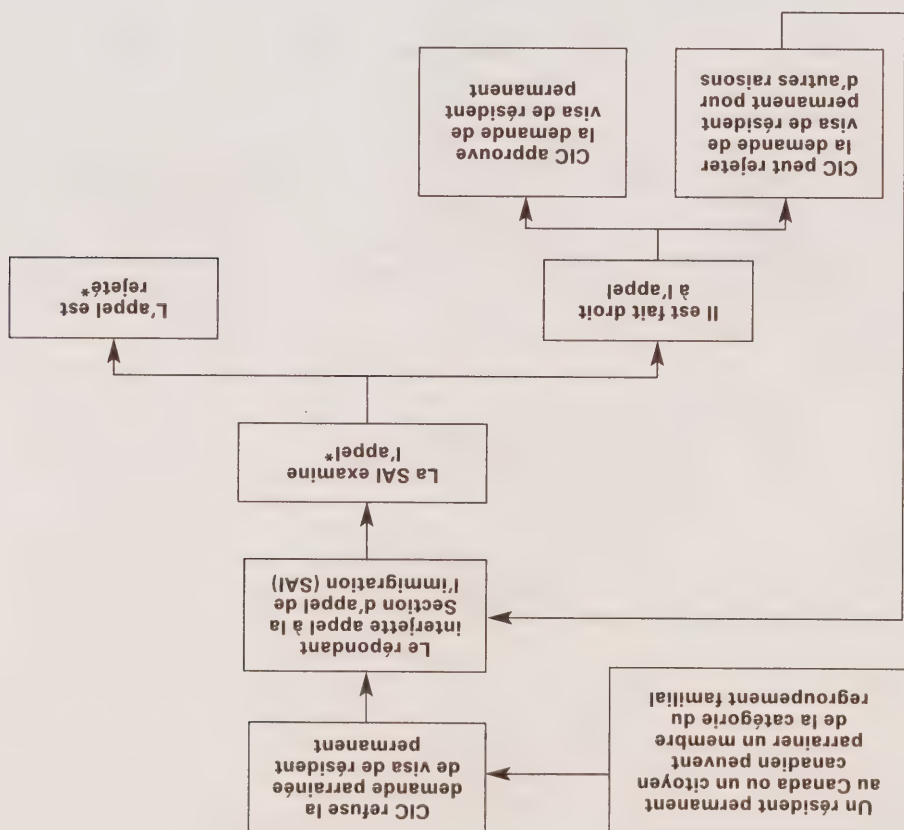 Un résident permanent
au Canada ou un citoyen
canadien peuvent
parrainer un membre
de la catégorie du
regroupement familial
CIC refuse la
demande parrainée
de visa de résident
permanent
Le répondant
interjette appel à la
Section d'appel de
l'immigration (SAI)
La SAI examine
l'appel*
Il est fait droit
à l'appel
L'appel est
rejeté*
CIC peut rejeter
la demande de
visa de résident
permanent pour
d'autres raisons
CIC approuve
la demande de
visa de résident
permanent